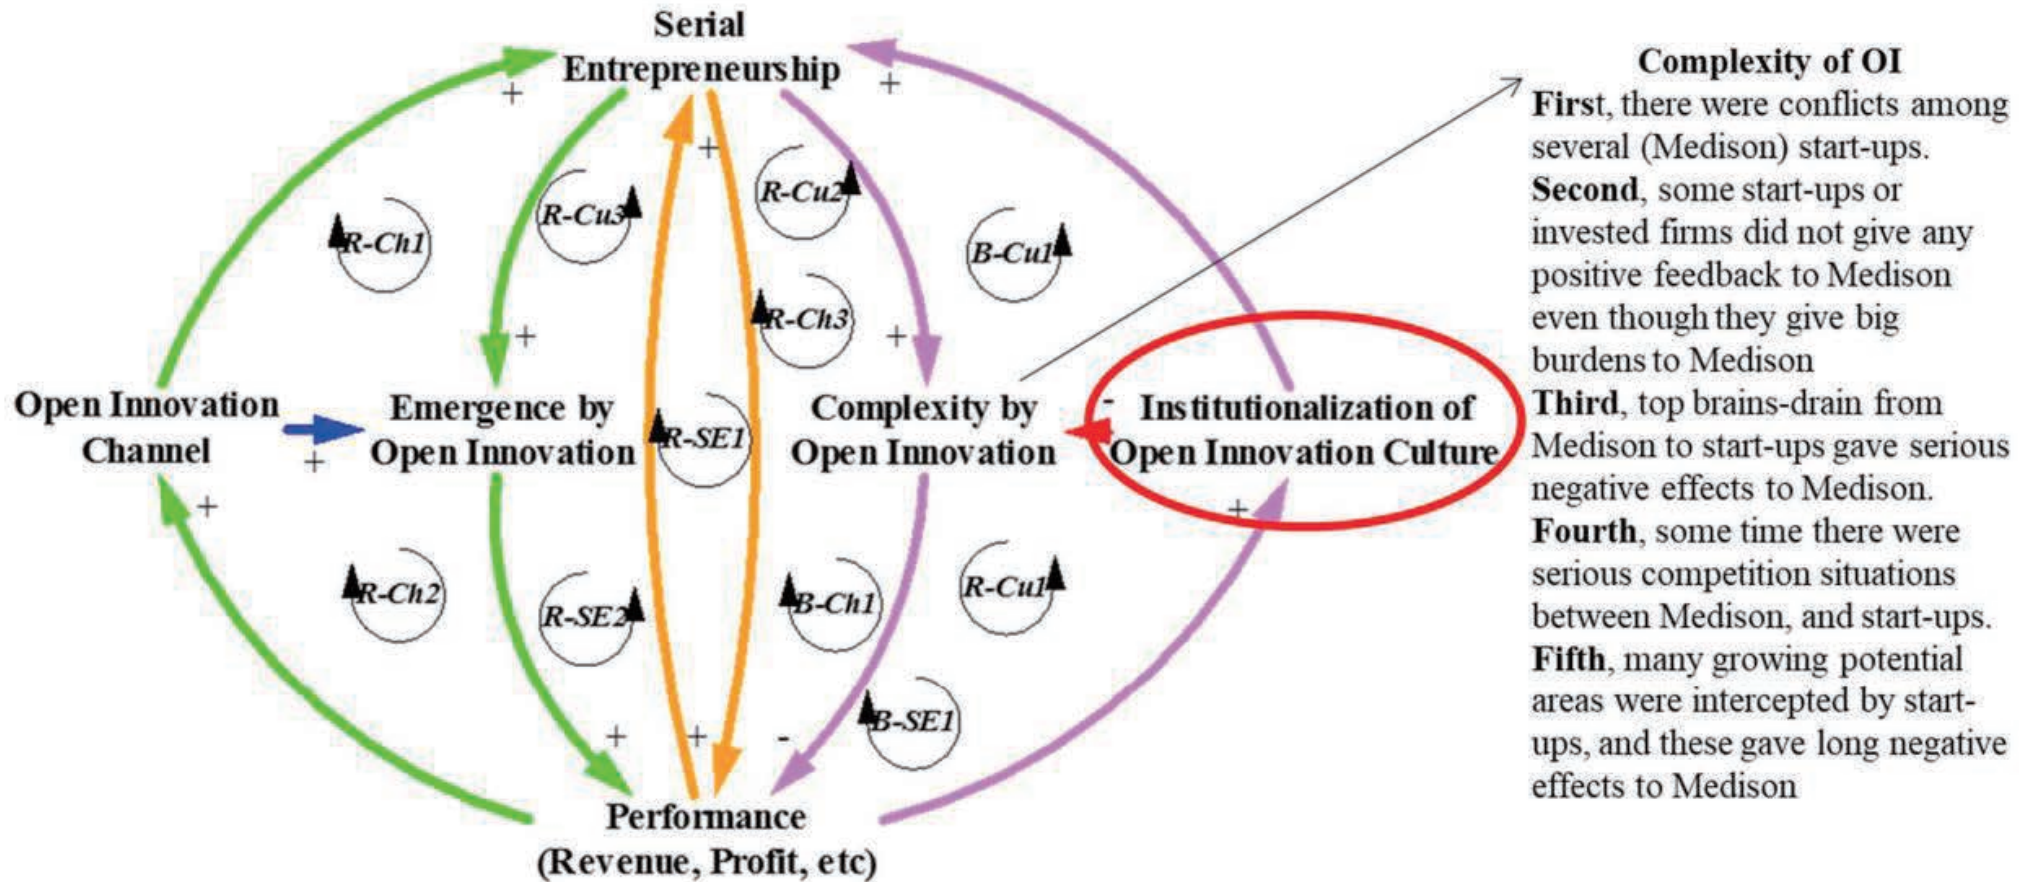 Serial
Entrepreneurship
+
+
+
R-Ch1
R-Cu3
R-Cu2
B-Cu1
R-Ch3
+
+
Open Innovation
Channel
+
Emergence by
Open Innovation
R-SE1
Complexity by
Open Innovation
-
Institutionalization of
Open Innovation Culture
+
+
R-Ch2
R-SE2
B-Ch1
R-Cu1
B-SE1
+
+
-
Performance
(Revenue, Profit, etc)
Complexity of OI
First, there were conflicts among
several (Medison) start-ups.
Second, some start-ups or
invested firms did not give any
positive feedback to Medison
even though they give big
burdens to Medison
Third, top brains-drain from
Medison to start-ups gave serious
negative effects to Medison.
Fourth, some time there were
serious competition situations
between Medison, and start-ups.
Fifth, many growing potential
areas were intercepted by start-
ups, and these gave long negative
effects to Medison